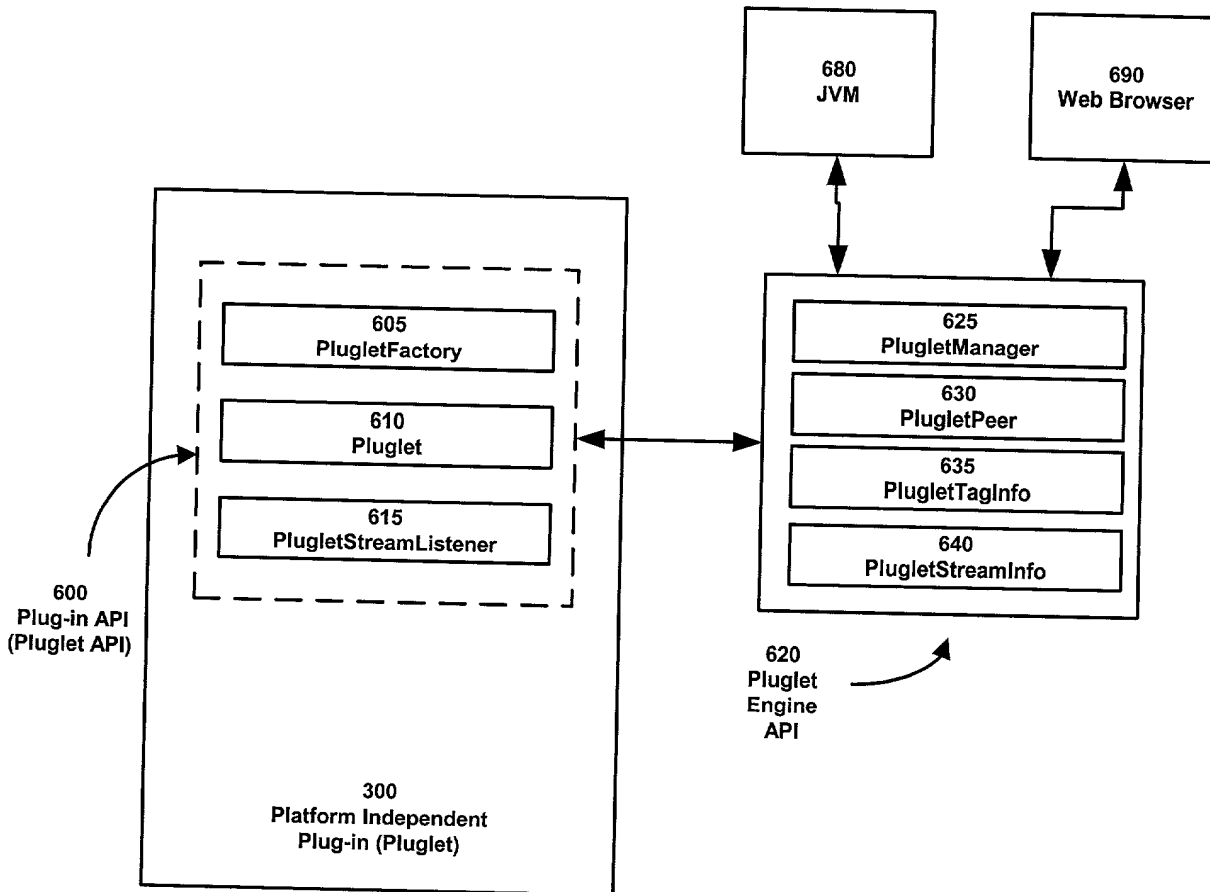 680
JVM
690
Web Browser
605
PlugletFactory
610
Pluglet
615
PlugletStreamListener
625
PlugletManager
630
PlugletPeer
635
PlugletTagInfo
640
PlugletStreamInfo
600
Plug-in API
(Pluglet API)
620
Pluglet
Engine
API
300
Platform Independent
Plug-in (Pluglet)